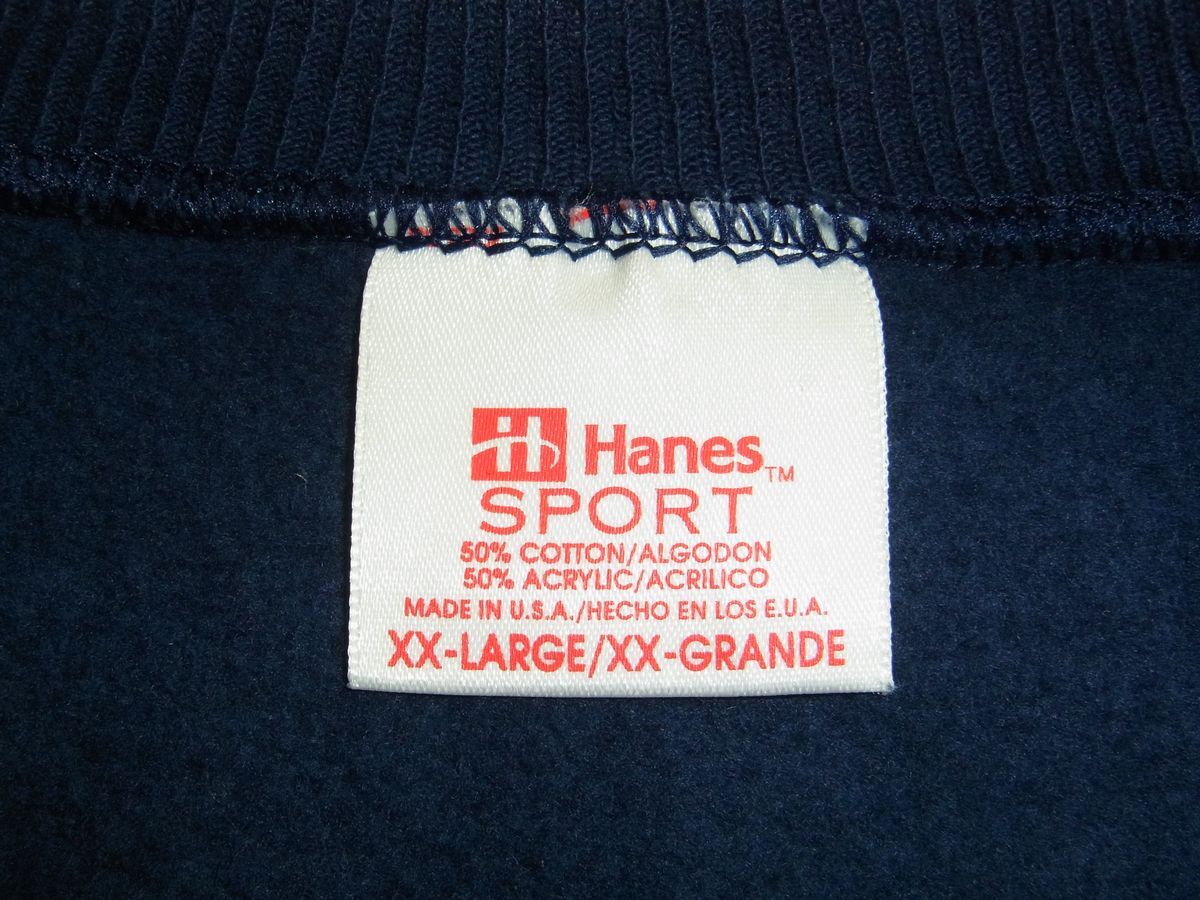 H Hanes™
SPORT
50% COTTON/ALGODON
50% ACRYLIC/ACRILICO
MADE IN U.S.A./HECHO EN LOS E.U.A.
XX-LARGE/XX-GRANDE